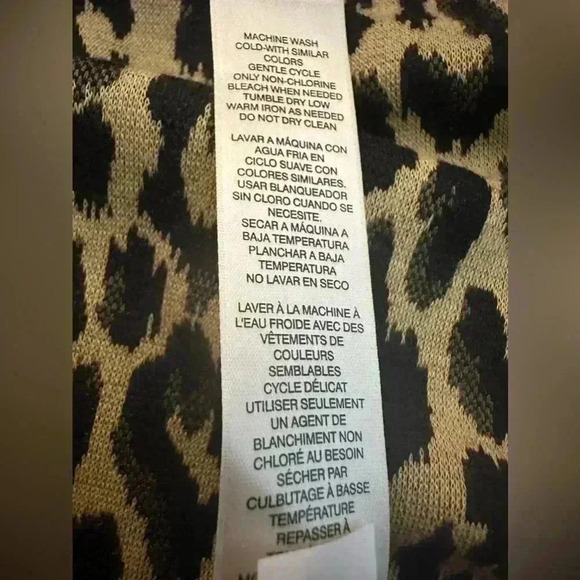 MACHINE WASH
COLD-WITH SIMILAR
COLORS
GENTLE CYCLE
ONLY NON-CHLORINE
BLEACH WHEN NEEDED
TUMBLE DRY LOW
WARM IRON AS NEEDED
DO NOT DRY CLEAN
LAVAR A MÁQUINA CON
AGUA FRIA EN
CICLO SUAVE CON
COLORES SIMILARES.
USAR BLANQUEADOR
SIN CLORO CUANDO SE
NECESITE.
SECAR A MÁQUINA A
BAJA TEMPERATURA
PLANCHAR A BAJA
TEMPERATURA
NO LAVAR EN SECO
LAVER À LA MACHINE À
L'EAU FROIDE AVEC DES
VÊTEMENTS DE
COULEURS
SEMBLABLES
CYCLE DÉLICAT
UTILISER SEULEMENT
UN AGENT DE
BLANCHIMENT NON
CHLORÉ AU BESOIN
SÉCHER PAR
CULBUTAGE À BASSE
TEMPÉRATURE
REPASSER À